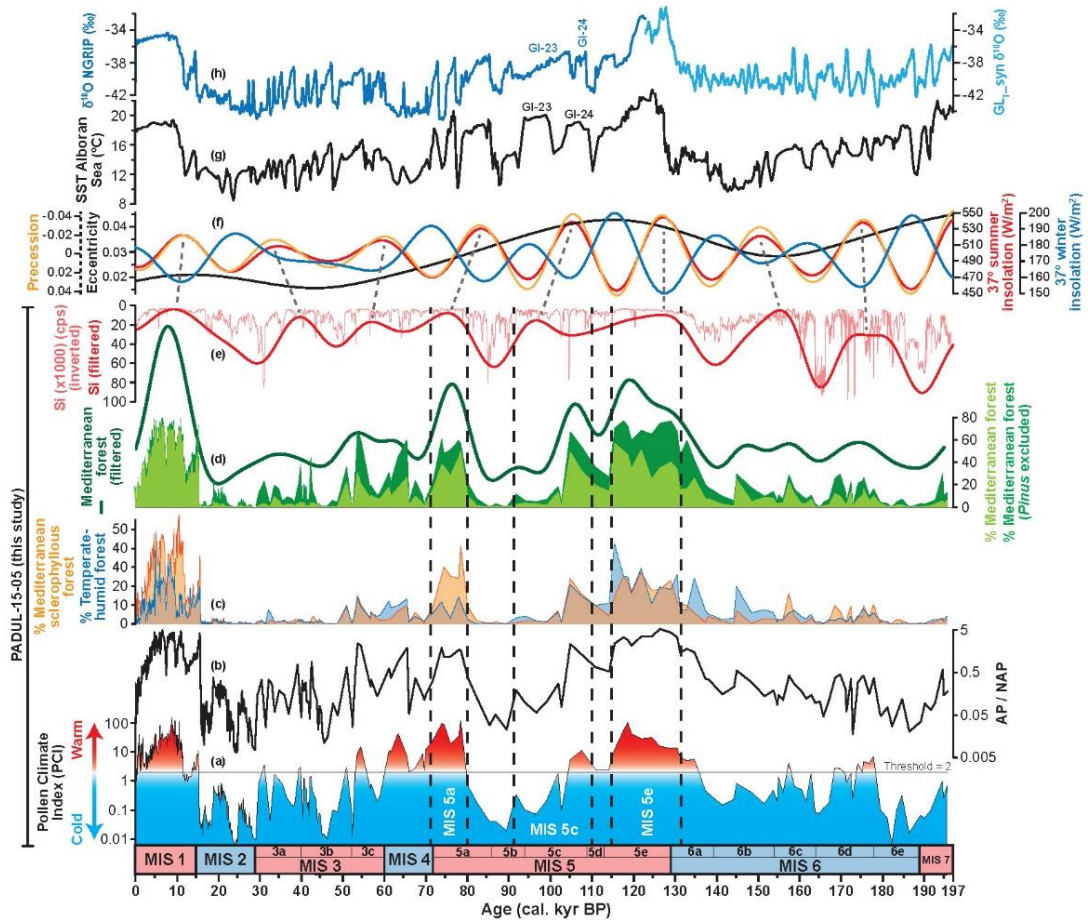 δ¹⁸O NGRIP (‰)
-34
-38
-42
(h)
GI-23
GI-24
-34
-38
-42
GLT_syn δ¹⁸O (‰)
SST Alboran
Sea (ºC)
20
16
12
8
(g)
GI-23
GI-24
Precession
-0.04
-0.02
0
0.02
0.04
Eccentricity
0.04
0.03
0.02
(f)
550
530
510
490
470
450
37° summer
insolation (W/m²)
200
190
180
170
160
150
37° winter
insolation (W/m²)
PADUL-15-05 (this study)
Si (x1000) (cps)
(inverted)
Si (filtered)
0
20
40
60
80
100
(e)
Mediterranean
forest
(filtered)
(d)
80
60
40
20
0
% Mediterranean forest
% Mediterranean forest
(Pinus excluded)
% Mediterranean
sclerophyllous
forest
% Temperate-
humid forest
50
40
20
10
0
(c)
(b)
5
0.5
0.05
0.005
AP / NAP
Pollen Climate
Index (PCI)
Warm
Cold
100
10
1
0.1
0.01
(a)
Threshold = 2
MIS 5a
MIS 5c
MIS 5e
3a 3b 3c 5a 5b 5c 5d 5e 6a 6b 6c 6d 6e
MIS 1 MIS 2 MIS 3 MIS 4 MIS 5 MIS 6 MIS 7
0 10 20 30 40 50 60 70 80 90 100 110 120 130 140 150 160 170 180 190 197
Age (cal. kyr BP)